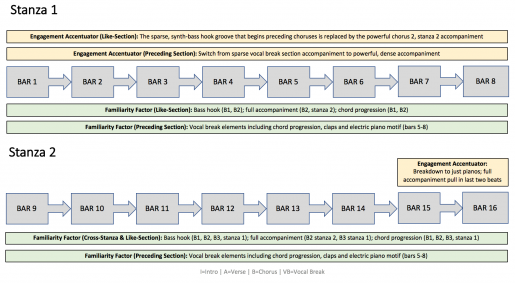 Stanza 1
Engagement Accentuator (Like-Section): The sparse, synth-bass hook groove that begins preceding choruses is replaced by the powerful chorus 2, stanza 2 accompaniment
Engagement Accentuator (Preceding Section): Switch from sparse vocal break section accompaniment to powerful, dense accompaniment
BAR 1 BAR 2 BAR 3 BAR 4 BAR 5 BAR 6 BAR 7 BAR 8
Familiarity Factor (Like-Section): Bass hook (B1, B2); full accompaniment (B2, stanza 2); chord progression (B1, B2)
Familiarity Factor (Preceding Section): Vocal break elements including chord progression, claps and electric piano motif (bars 5-8)
Stanza 2
Engagement Accentuator:
Breakdown to just pianos; full
accompaniment pull in last two beats
BAR 9 BAR 10 BAR 11 BAR 12 BAR 13 BAR 14 BAR 15 BAR 16
Familiarity Factor (Cross-Stanza & Like-Section): Bass hook (B1, B2, B3, stanza 1); full accompaniment (B2 stanza 2, B3 stanza 1); chord progression (B1, B2, B3, stanza 1)
Familiarity Factor (Preceding Section): Vocal break elements including chord progression, claps and electric piano motif (bars 5-8)
I=Intro | A=Verse | B=Chorus | VB=Vocal Break